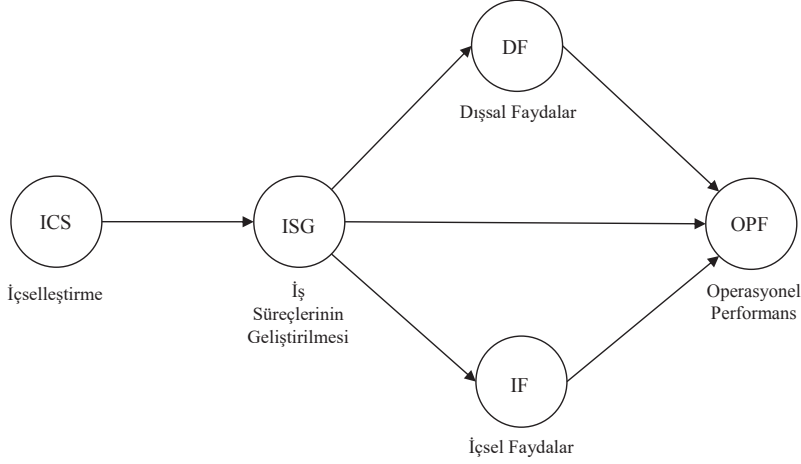 DF
Dışsal Faydalar
ICS
İçselleştirme
ISG
İş
Süreçlerinin
Geliştirilmesi
OPF
Operasyonel
Performans
IF
İçsel Faydalar